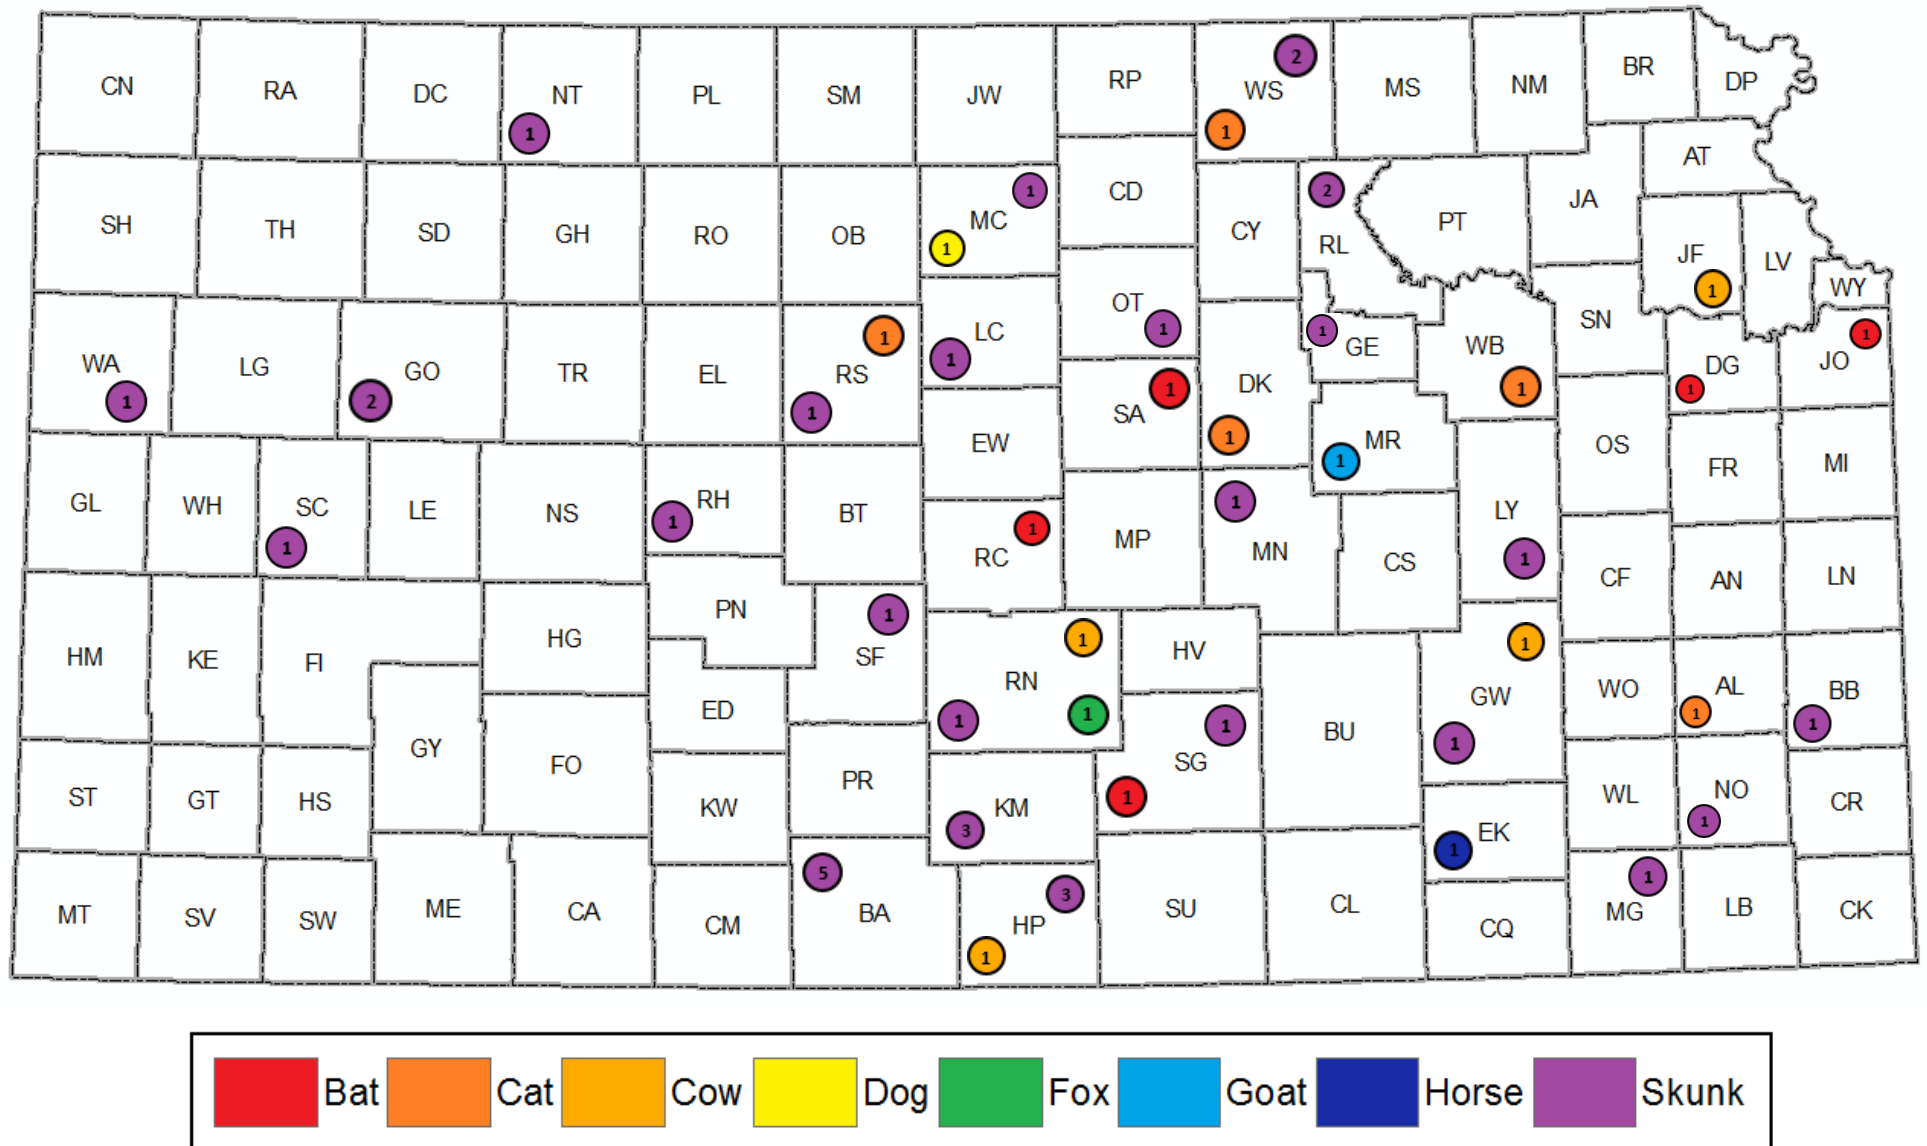 CN RA DC NT PL SM JW RP WS MS NM BR DP
1 2 1
SH TH SD GH RO OB MC CD CY RL PT JA AT
1 1 2
WA LG GO TR EL RS LC OT DK GE WB SN JF LV WY
1 2 1 1 1 1 1 1 1 1
GL WH SC LE NS RH BT EW SA MR OS DG JO
1 1 1 1 1 1
RC MP MN CS LY CF FR MI
1 1 1
HM KE FI HG PN SF RN HV AN LN
1 1 1 1
ST GT HS GY FO ED KW PR KM SG BU GW WO AL BB
3 1 1 1 1 1 1
EK WL NO CR
1 1
MT SV SW ME CA CM BA HP SU CL CQ MG LB CK
5 3 1 1
Bat Cat Cow Dog Fox Goat Horse Skunk